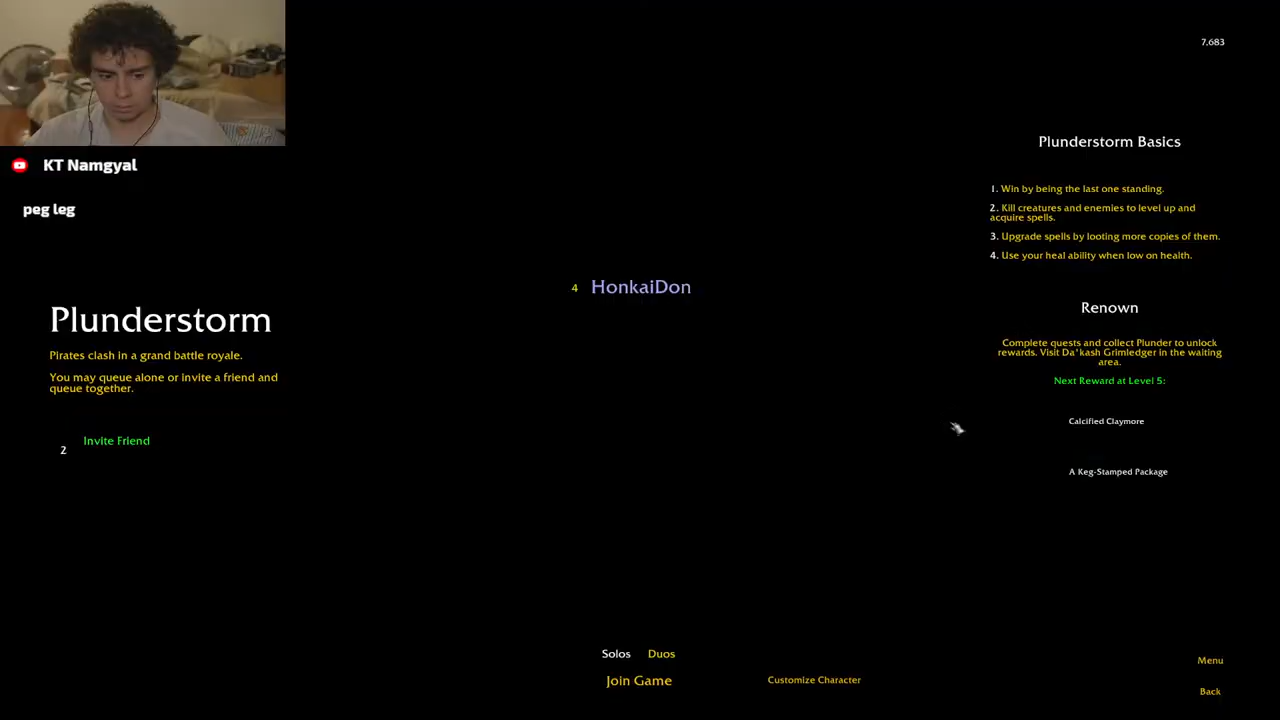 7,683
KT Namgyal
peg leg
Plunderstorm
Pirates clash in a grand battle royale.
You may queue alone or invite a friend and
queue together.
2
Invite Friend
4 HonkaiDon
Plunderstorm Basics
1. Win by being the last one standing.
2. Kill creatures and enemies to level up and
acquire spells.
3. Upgrade spells by looting more copies of them.
4. Use your heal ability when low on health.
Renown
Complete quests and collect Plunder to unlock
rewards. Visit Da'kash Grimledger in the waiting
area.
Next Reward at Level 5:
Calcified Claymore
A Keg-Stamped Package
Solos Duos
Join Game
Customize Character
Menu
Back